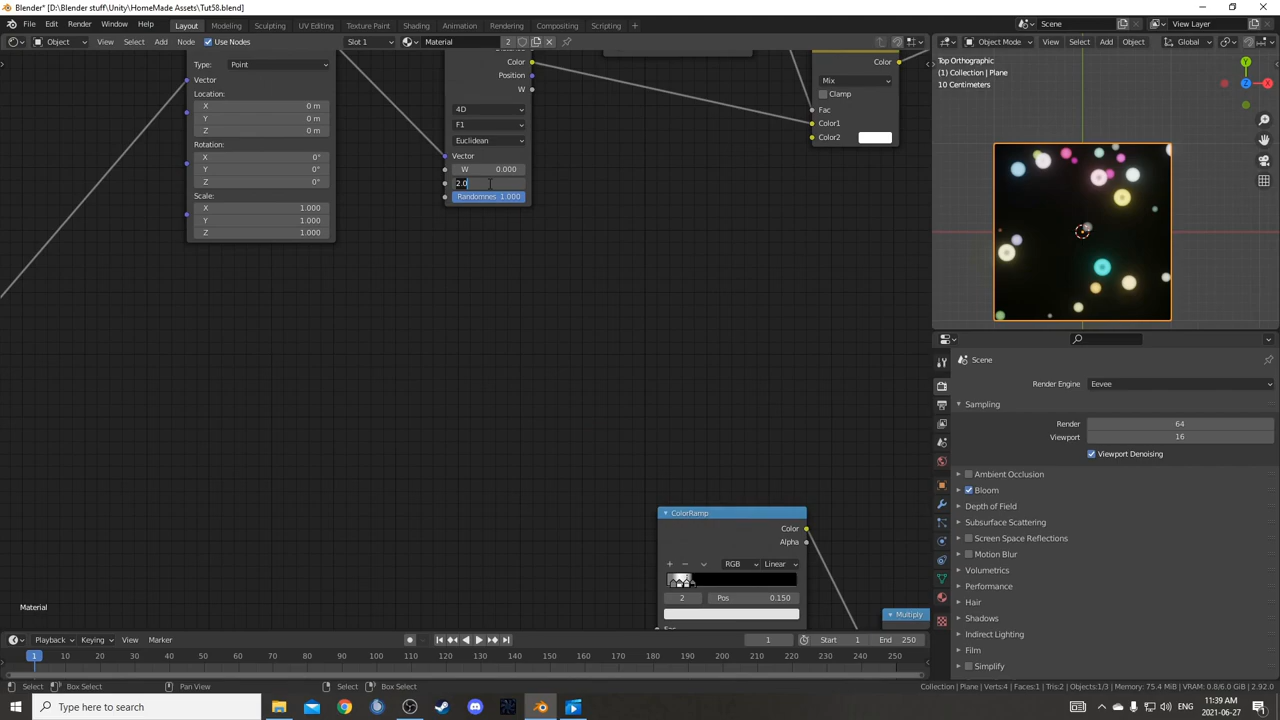 Blender* [D:\Blender stuff\Unity\HomeMade Assets\Tut58.blend]
File Edit Render Window Help Layout Modeling Sculpting UV Editing Texture Paint Shading Animation Rendering Compositing Scripting + Scene View Layer
Object View Select Add Node Use Nodes Slot 1 Material 2 Object Mode View Select Add Object Global
Type: Point
Vector
Location:
X 0 m
Y 0 m
Z 0 m
Rotation:
X 0°
Y 0°
Z 0°
Scale:
X 1.000
Y 1.000
Z 1.000
Color
Position
W
4D
F1
Euclidean
Vector
W 0.000
2.0
Randomnes 1.000
Color
Mix
Clamp
Fac
Color1
Color2
Top Orthographic
(1) Collection | Plane
10 Centimeters
Y
X
Z
Scene
Render Engine Eevee
Sampling
Render 64
Viewport 16
Viewport Denoising
Ambient Occlusion
Bloom
Depth of Field
Subsurface Scattering
Screen Space Reflections
Motion Blur
Volumetrics
Performance
Hair
Shadows
Indirect Lighting
Film
Simplify
ColorRamp
Color
Alpha
RGB Linear
2 Pos 0.150
Multiply
Material
Playback Keying View Marker 1 Start 1 End 250
1 10 20 30 40 50 60 70 80 90 100 110 120 130 140 150 160 170 180 190 200 210 220 230 240 250
Select Box Select Pan View Select Box Select Collection | Plane | Verts:4 | Faces:1 | Tris:2 | Objects:1/3 | Memory: 75.4 MiB | VRAM: 0.8/6.0 GiB | 2.92.0
Type here to search ENG 11:39 AM 2021-06-27